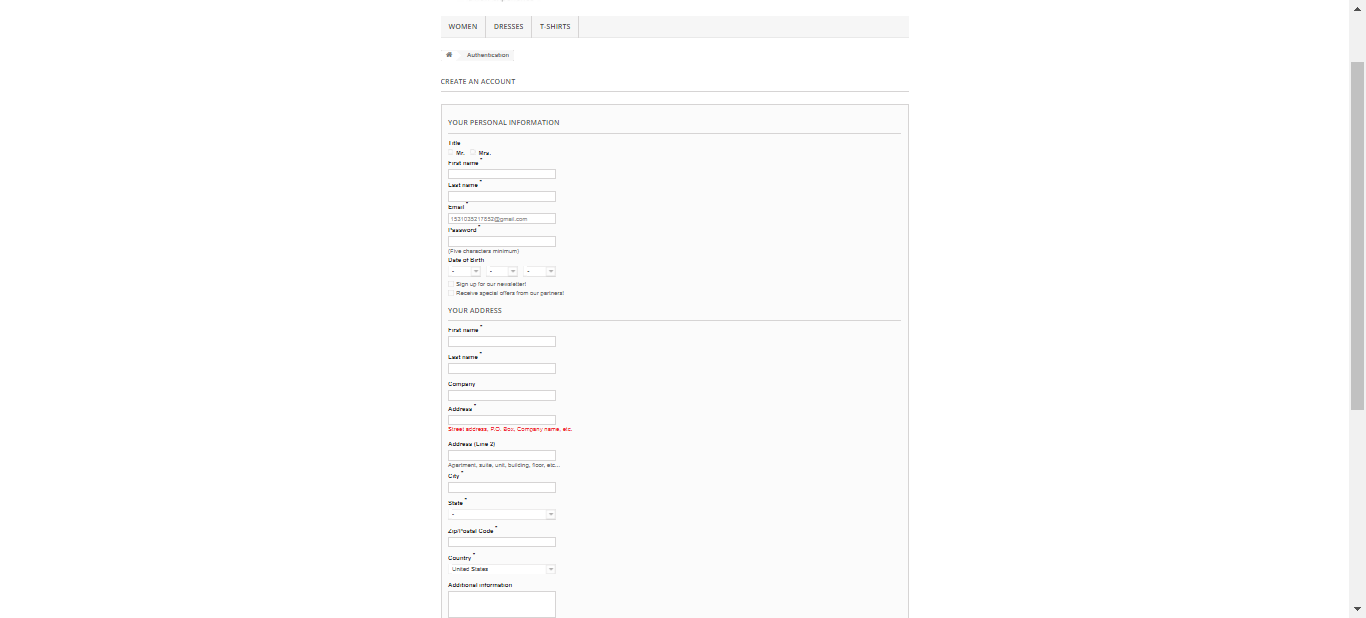 WOMEN DRESSES T-SHIRTS
Authentication
CREATE AN ACCOUNT
YOUR PERSONAL INFORMATION
Title
Mr. Mrs.
First name *
Last name *
Email *
@gmail.com
Password *
(Five characters minimum)
Date of Birth
- - -
Sign up for our newsletter!
Receive special offers from our partners!
YOUR ADDRESS
First name *
Last name *
Company
Address *
Street address, P.O. Box, Company name, etc.
Address (Line 2)
Apartment, suite, unit, building, floor, etc...
City *
State *
-
Zip/Postal Code *
Country *
United States
Additional information